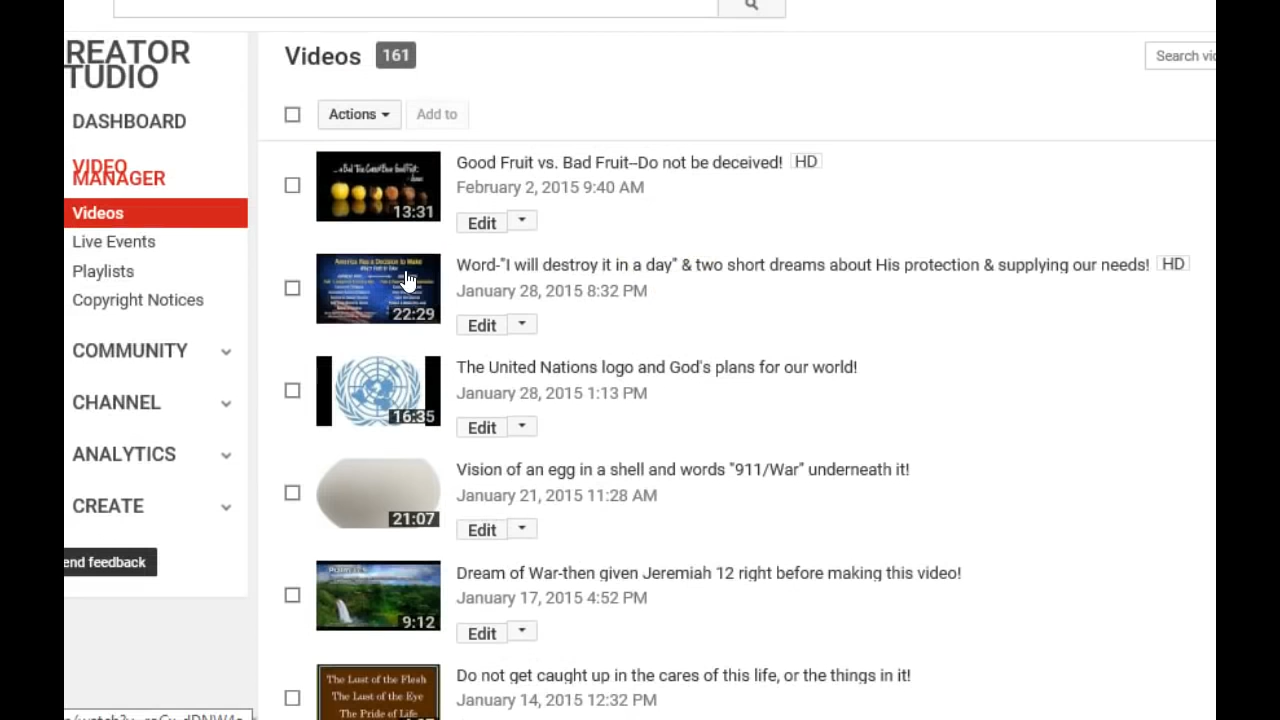 REATOR
TUDIO
DASHBOARD
VIDEO
MANAGER
Videos
Live Events
Playlists
Copyright Notices
COMMUNITY
CHANNEL
ANALYTICS
CREATE
end feedback
Videos 161
Search vi
Actions Add to
13:31
Good Fruit vs. Bad Fruit--Do not be deceived! HD
February 2, 2015 9:40 AM
Edit
America Has a Decision to Make
22:29
Word-"I will destroy it in a day" & two short dreams about His protection & supplying our needs! HD
January 28, 2015 8:32 PM
Edit
16:35
The United Nations logo and God's plans for our world!
January 28, 2015 1:13 PM
Edit
21:07
Vision of an egg in a shell and words "911/War" underneath it!
January 21, 2015 11:28 AM
Edit
9:12
Dream of War-then given Jeremiah 12 right before making this video!
January 17, 2015 4:52 PM
Edit
The Lust of the Flesh
The Lust of the Eye
The Pride of Life
Do not get caught up in the cares of this life, or the things in it!
January 14, 2015 12:32 PM